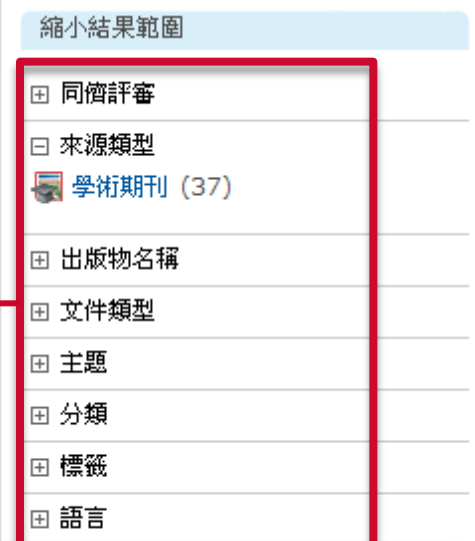 縮小結果範圍
同儕評審
來源類型
學術期刊 (37)
出版物名稱
文件類型
主題
分類
標籤
語言